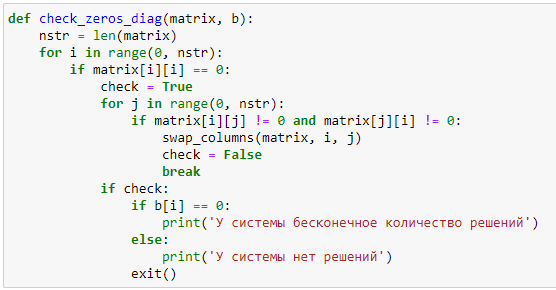 def check_zeros_diag(matrix, b):
    nstr = len(matrix)
    for i in range(0, nstr):
        if matrix[i][i] == 0:
            check = True
            for j in range(0, nstr):
                if matrix[i][j] != 0 and matrix[j][i] != 0:
                    swap_columns(matrix, i, j)
                    check = False
                    break
            if check:
                if b[i] == 0:
                    print('У системы бесконечное количество решений')
                else:
                    print('У системы нет решений')
                exit()